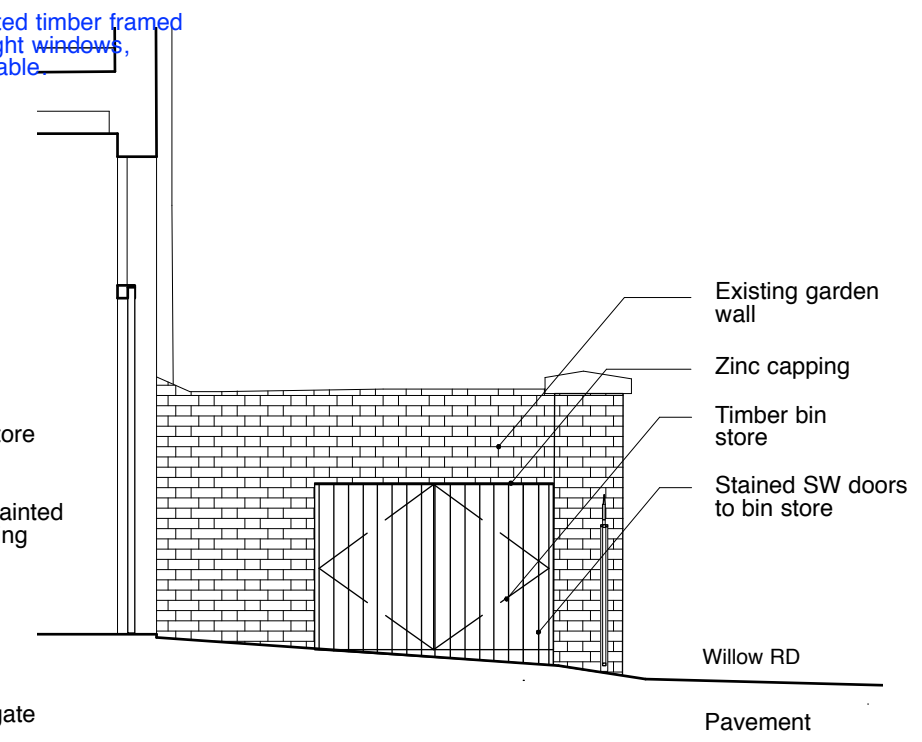 ted timber framed
ght windows,
able.
Existing garden
wall
Zinc capping
Timber bin
store
tore
Stained SW doors
to bin store
ainted
ng
Willow RD
gate
Pavement